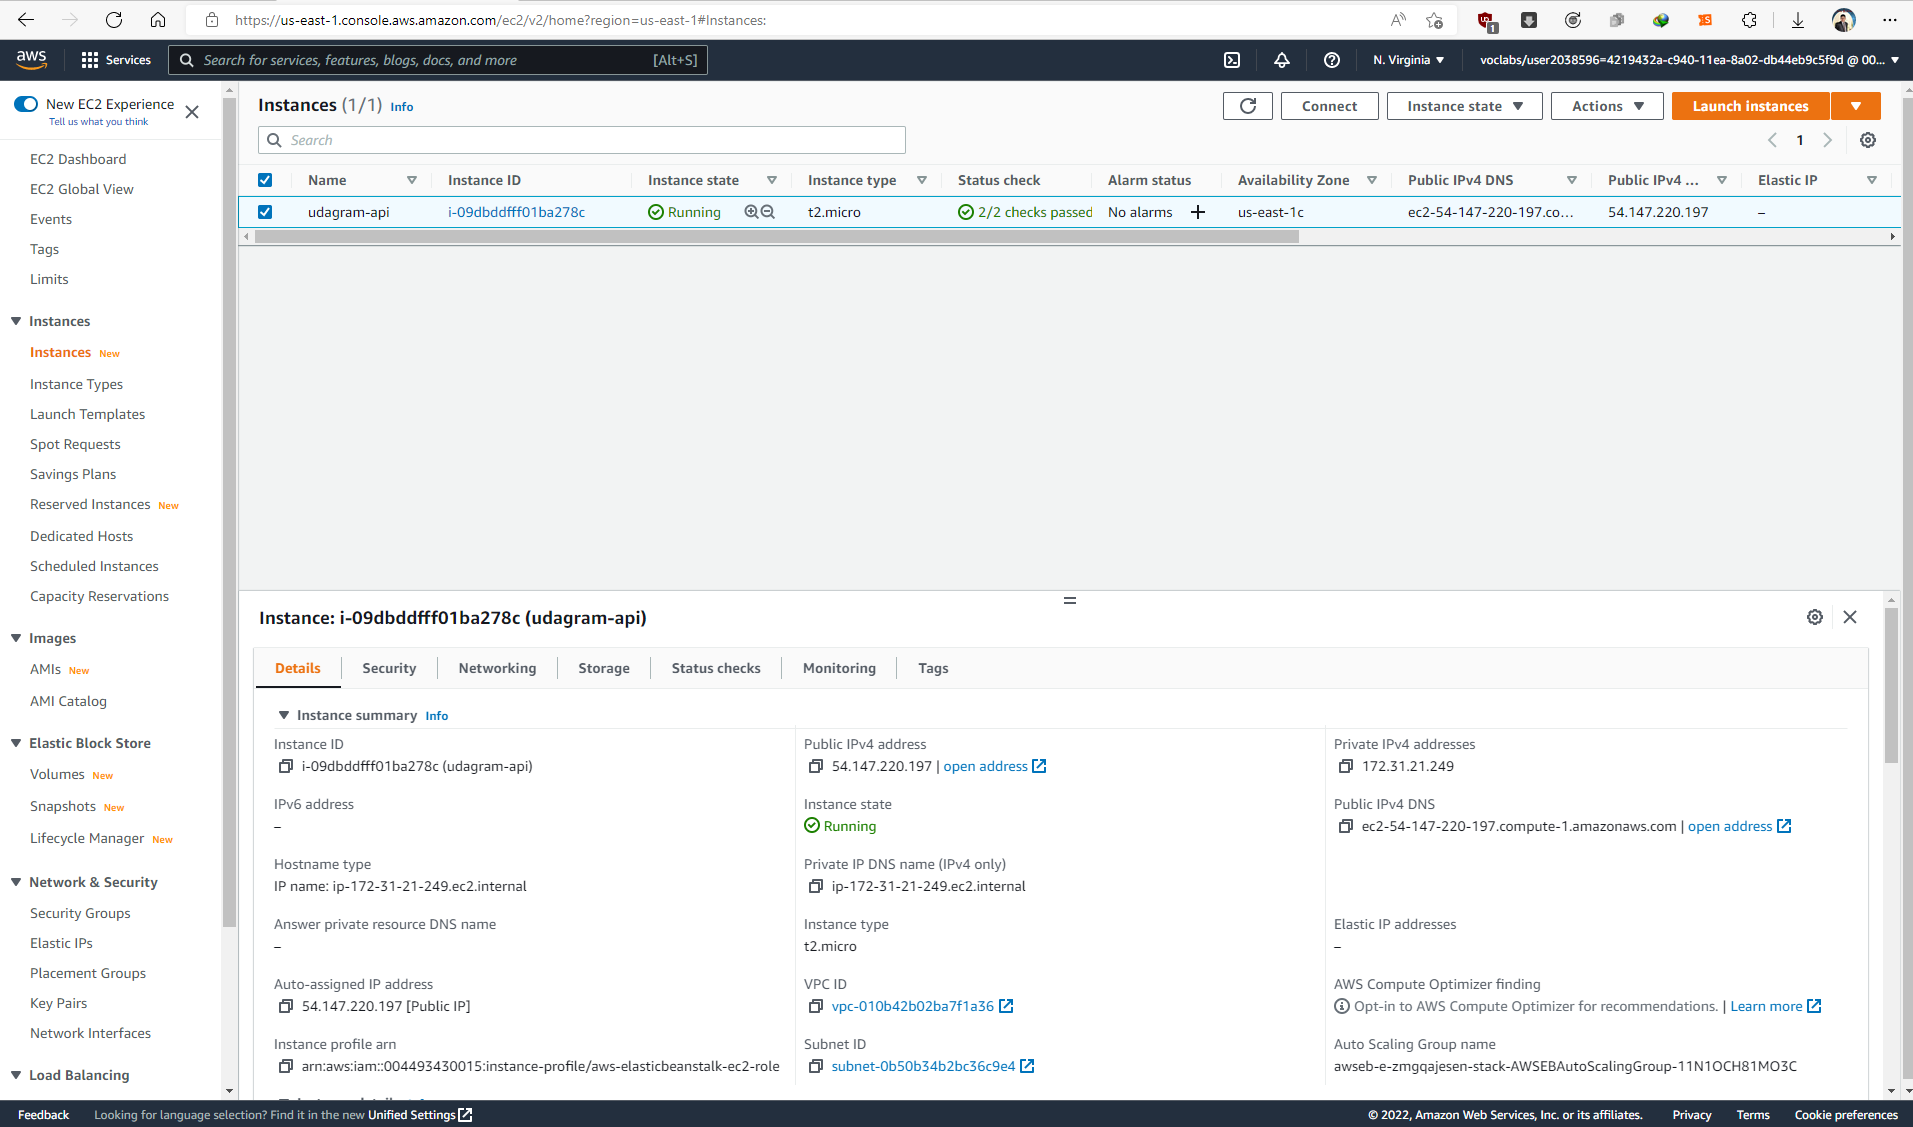 https://us-east-1.console.aws.amazon.com/ec2/v2/home?region=us-east-1#Instances:
1
aws
Services
Search for services, features, blogs, docs, and more
[Alt+S]
N. Virginia
voclabs/user2038596=4219432a-c940-11ea-8a02-db44eb9c5f9d @ 00...
New EC2 Experience
Tell us what you think
EC2 Dashboard
EC2 Global View
Events
Tags
Limits
Instances
Instances New
Instance Types
Launch Templates
Spot Requests
Savings Plans
Reserved Instances New
Dedicated Hosts
Scheduled Instances
Capacity Reservations
Images
AMIs New
AMI Catalog
Elastic Block Store
Volumes New
Snapshots New
Lifecycle Manager New
Network & Security
Security Groups
Elastic IPs
Placement Groups
Key Pairs
Network Interfaces
Load Balancing
Instances (1/1) Info
Connect
Instance state
Actions
Launch instances
Search
1
Name Instance ID Instance state Instance type Status check Alarm status Availability Zone Public IPv4 DNS Public IPv4 ... Elastic IP
udagram-api i-09dbddfff01ba278c Running t2.micro 2/2 checks passed No alarms us-east-1c ec2-54-147-220-197.co... 54.147.220.197 –
Instance: i-09dbddfff01ba278c (udagram-api)
Details Security Networking Storage Status checks Monitoring Tags
Instance summary Info
Instance ID
i-09dbddfff01ba278c (udagram-api)
Public IPv4 address
54.147.220.197 | open address
Private IPv4 addresses
172.31.21.249
IPv6 address
–
Instance state
Running
Public IPv4 DNS
ec2-54-147-220-197.compute-1.amazonaws.com | open address
Hostname type
IP name: ip-172-31-21-249.ec2.internal
Private IP DNS name (IPv4 only)
ip-172-31-21-249.ec2.internal
Answer private resource DNS name
–
Instance type
t2.micro
Elastic IP addresses
–
Auto-assigned IP address
54.147.220.197 [Public IP]
VPC ID
vpc-010b42b02ba7f1a36
AWS Compute Optimizer finding
Opt-in to AWS Compute Optimizer for recommendations. | Learn more
Instance profile arn
arn:aws:iam::004493430015:instance-profile/aws-elasticbeanstalk-ec2-role
Subnet ID
subnet-0b50b34b2bc36c9e4
Auto Scaling Group name
awseb-e-zmgqajesen-stack-AWSEBAutoScalingGroup-11N1OCH81MO3C
Feedback
Looking for language selection? Find it in the new Unified Settings
© 2022, Amazon Web Services, Inc. or its affiliates.
Privacy
Terms
Cookie preferences